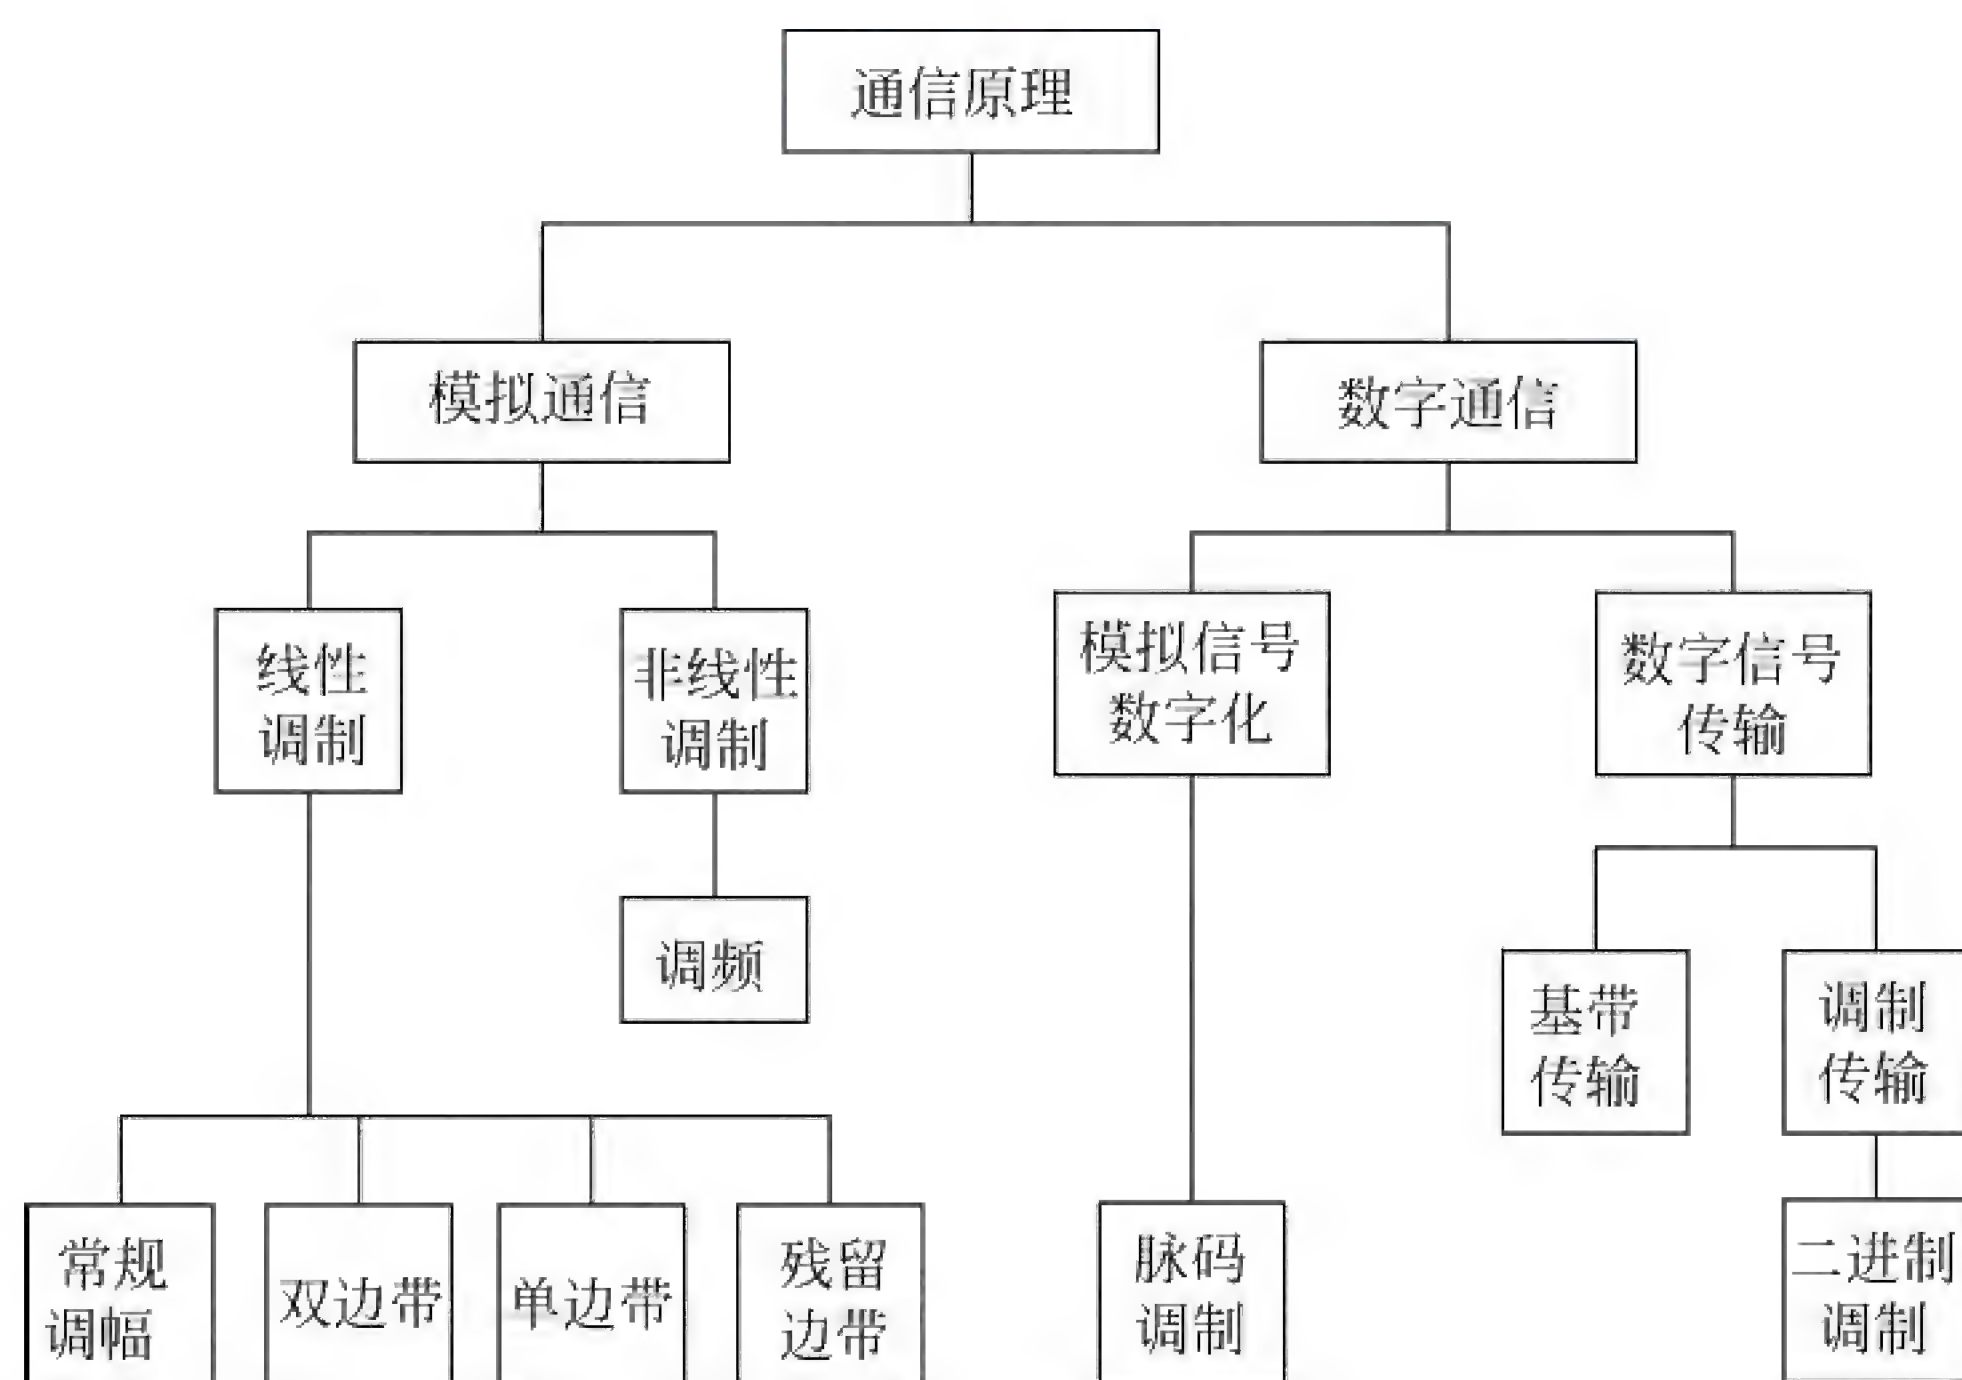 通信原理
模拟通信
数字通信
线性
调制
非线性
调制
模拟信号
数字化
数字信号
传输
调频
基带
传输
调制
传输
常规
调幅
双边带
单边带
残留
边带
脉码
调制
二进制
调制